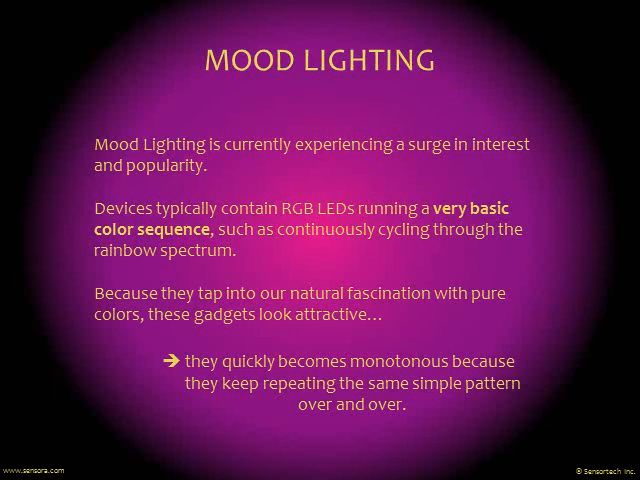 MOOD LIGHTING
Mood Lighting is currently experiencing a surge in interest
and popularity.
Devices typically contain RGB LEDs running a very basic
color sequence, such as continuously cycling through the
rainbow spectrum.
Because they tap into our natural fascination with pure
colors, these gadgets look attractive…
➔ they quickly becomes monotonous because
they keep repeating the same simple pattern
over and over.
www.sensora.com
© Sensortech Inc.